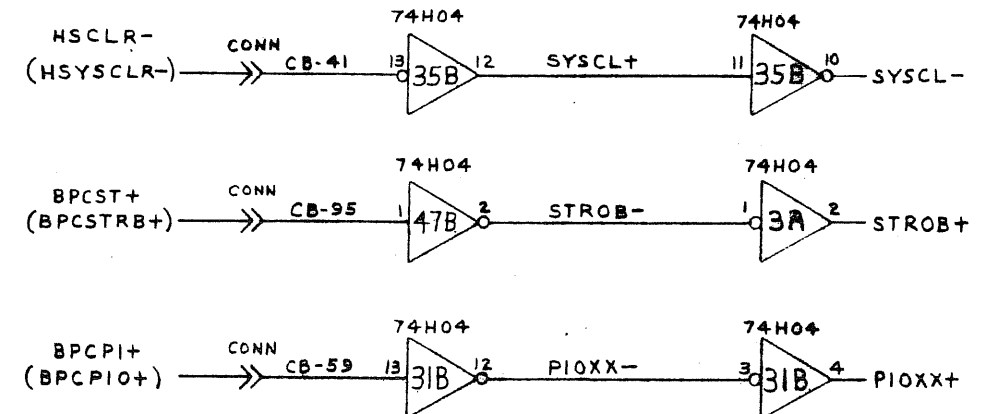 74H04 74H04
HSCLR-
(HSYSCLR-) CONN CB-41 13 35B 12 SYSCL+ 11 35B 10 SYSCL-
74H04 74H04
BPCST+
(BPCSTRB+) CONN CB-95 1 47B 2 STROB- 1 3A 2 STROB+
74H04 74H04
BPCPI+
(BPCPIO+) CONN CB-59 13 31B 12 PIOXX- 3 31B 4 PIOXX+